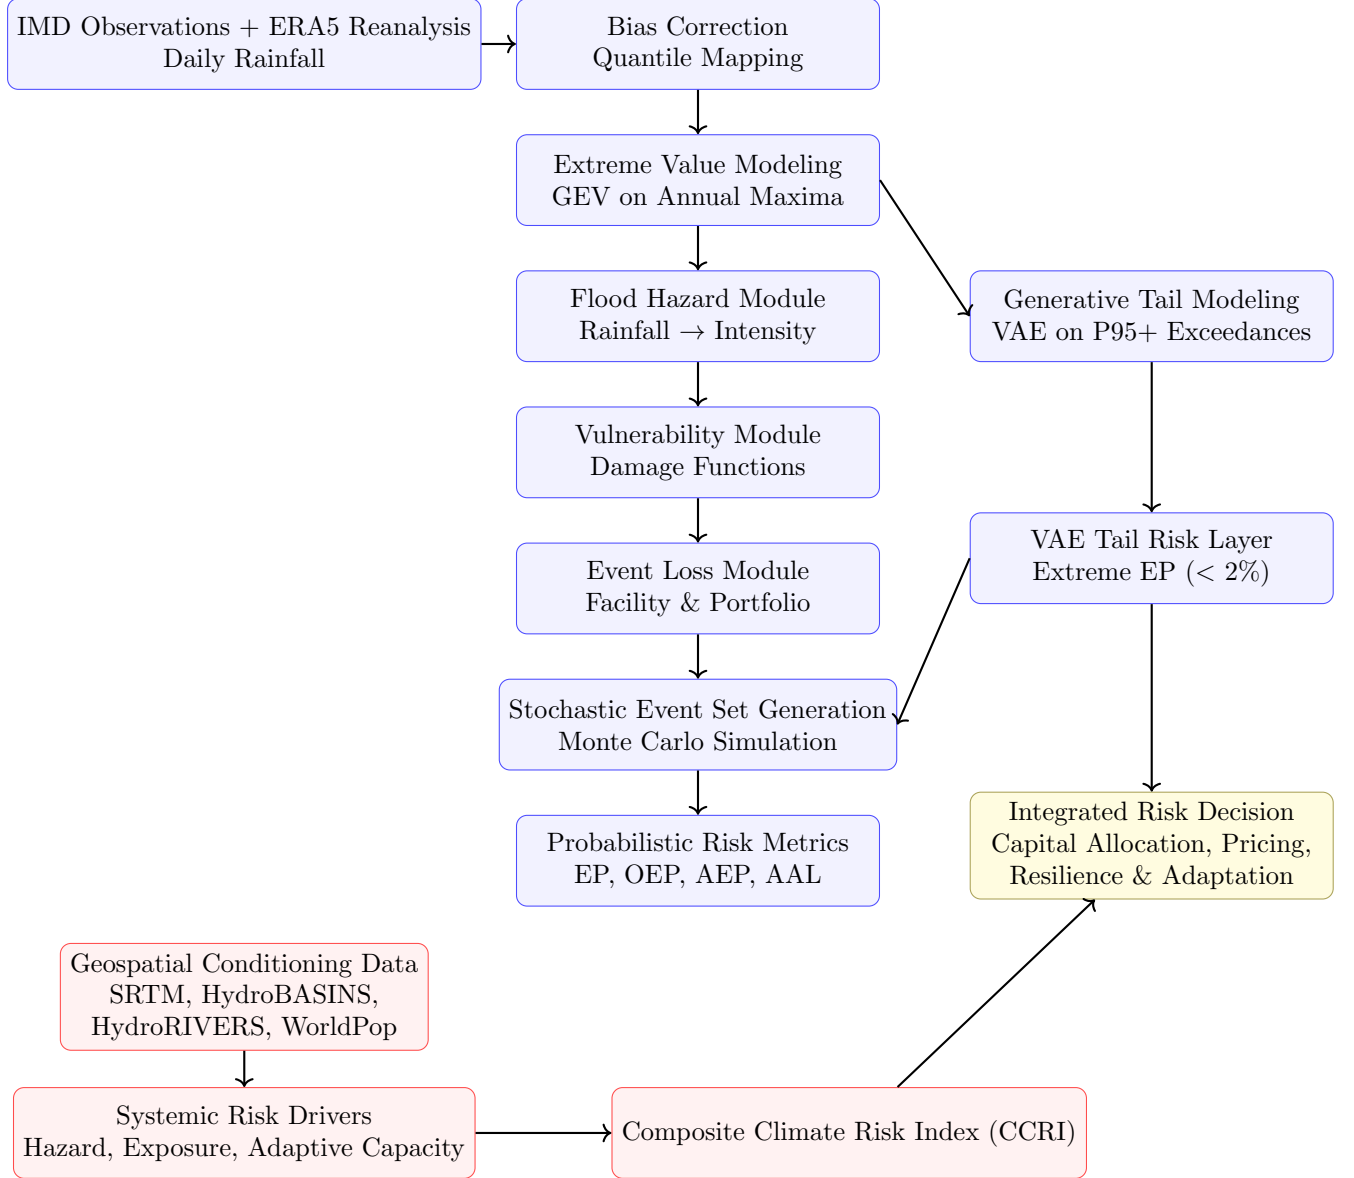 IMD Observations + ERA5 Reanalysis
Daily Rainfall
Bias Correction
Quantile Mapping
Extreme Value Modeling
GEV on Annual Maxima
Flood Hazard Module
Rainfall → Intensity
Generative Tail Modeling
VAE on P95+ Exceedances
Vulnerability Module
Damage Functions
VAE Tail Risk Layer
Extreme EP (< 2%)
Event Loss Module
Facility & Portfolio
Stochastic Event Set Generation
Monte Carlo Simulation
Probabilistic Risk Metrics
EP, OEP, AEP, AAL
Integrated Risk Decision
Capital Allocation, Pricing,
Resilience & Adaptation
Geospatial Conditioning Data
SRTM, HydroBASINS,
HydroRIVERS, WorldPop
Systemic Risk Drivers
Hazard, Exposure, Adaptive Capacity
Composite Climate Risk Index (CCRI)